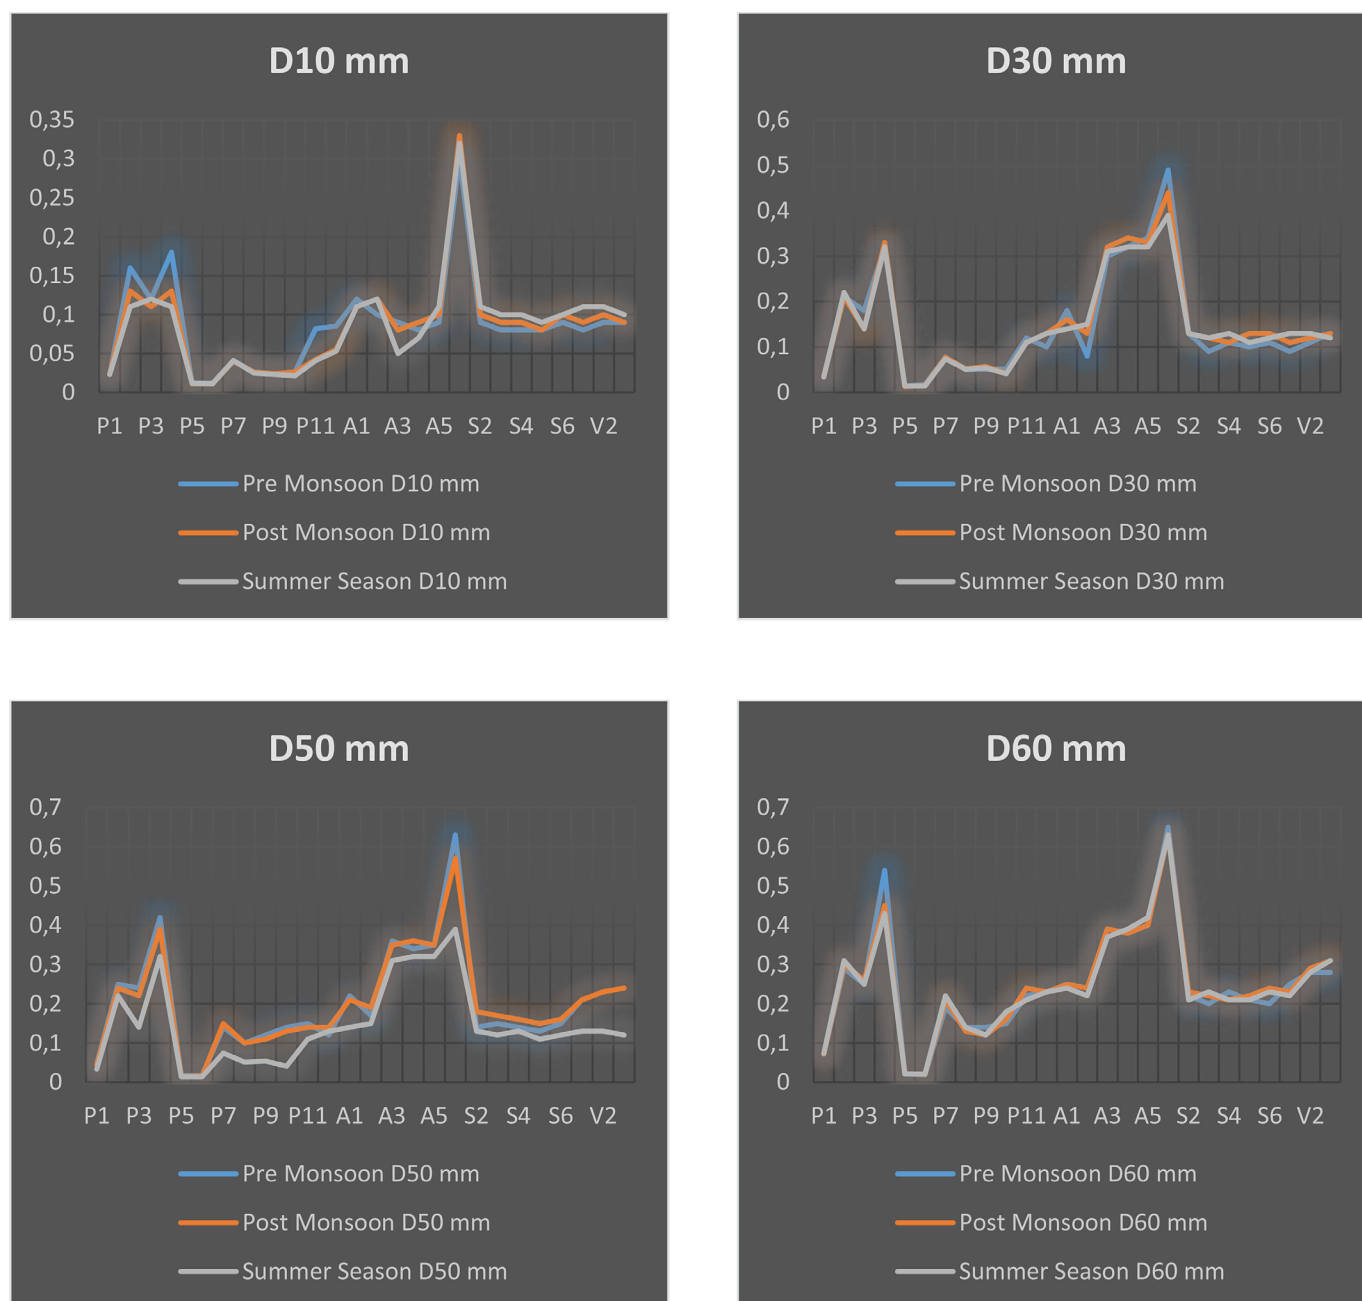 D10 mm
0,35
0,3
0,25
0,2
0,15
0,1
0,05
0
P1 P3 P5 P7 P9 P11 A1 A3 A5 S2 S4 S6 V2
Pre Monsoon D10 mm
Post Monsoon D10 mm
Summer Season D10 mm
D30 mm
0,6
0,5
0,4
0,3
0,2
0,1
0
P1 P3 P5 P7 P9 P11 A1 A3 A5 S2 S4 S6 V2
Pre Monsoon D30 mm
Post Monsoon D30 mm
Summer Season D30 mm
D50 mm
0,7
0,6
0,5
0,4
0,3
0,2
0,1
0
P1 P3 P5 P7 P9 P11 A1 A3 A5 S2 S4 S6 V2
Pre Monsoon D50 mm
Post Monsoon D50 mm
Summer Season D50 mm
D60 mm
0,7
0,6
0,5
0,4
0,3
0,2
0,1
0
P1 P3 P5 P7 P9 P11 A1 A3 A5 S2 S4 S6 V2
Pre Monsoon D60 mm
Post Monsoon D60 mm
Summer Season D60 mm